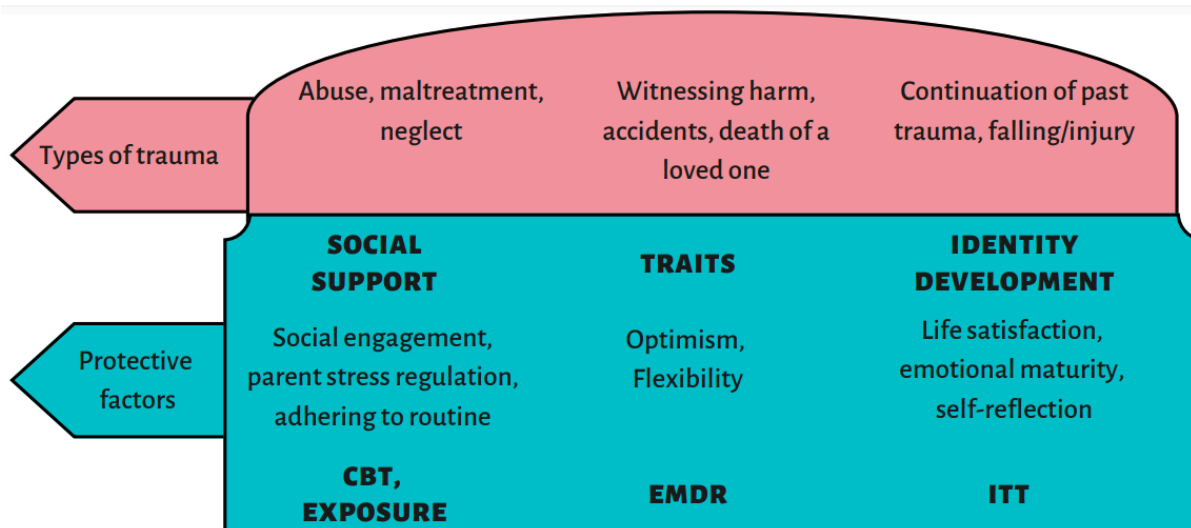 Types of trauma
Abuse, maltreatment,
neglect
Witnessing harm,
accidents, death of a
loved one
Continuation of past
trauma, falling/injury
Protective
factors
SOCIAL
SUPPORT
Social engagement,
parent stress regulation,
adhering to routine
TRAITS
Optimism,
Flexibility
IDENTITY
DEVELOPMENT
Life satisfaction,
emotional maturity,
self-reflection
CBT,
EXPOSURE
EMDR
ITT